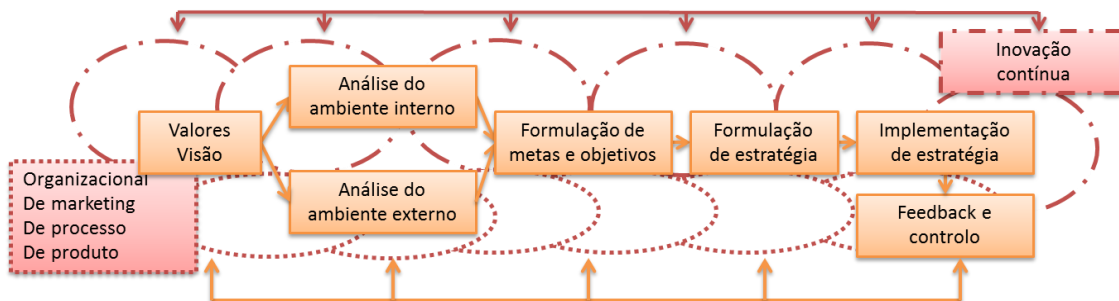 Inovação
contínua
Análise do
ambiente interno
Valores
Visão
Formulação de
metas e objetivos
Formulação
de estratégia
Implementação
de estratégia
Organizacional
De marketing
De processo
De produto
Análise do
ambiente externo
Feedback e
controlo